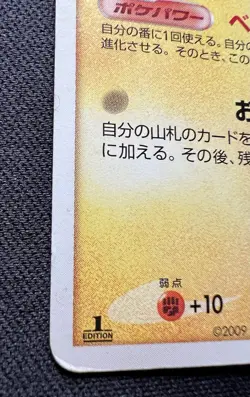 ポケパワー
自分の番に1回使える。自分の
進化させる。そのとき、この
お
自分の山札のカードを
に加える。その後、残
弱点
+10
1
EDITION
©2009